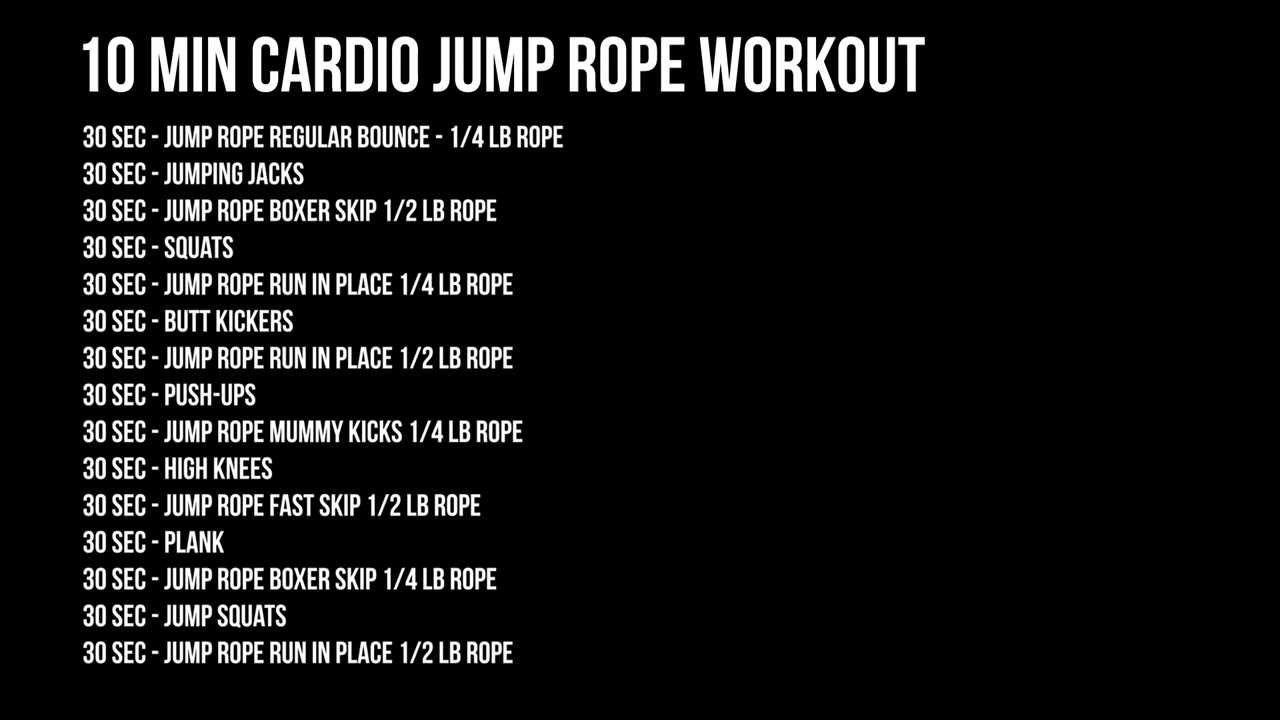 10 MIN CARDIO JUMP ROPE WORKOUT
30 SEC - JUMP ROPE REGULAR BOUNCE - 1/4 LB ROPE
30 SEC - JUMPING JACKS
30 SEC - JUMP ROPE BOXER SKIP 1/2 LB ROPE
30 SEC - SQUATS
30 SEC - JUMP ROPE RUN IN PLACE 1/4 LB ROPE
30 SEC - BUTT KICKERS
30 SEC - JUMP ROPE RUN IN PLACE 1/2 LB ROPE
30 SEC - PUSH-UPS
30 SEC - JUMP ROPE MUMMY KICKS 1/4 LB ROPE
30 SEC - HIGH KNEES
30 SEC - JUMP ROPE FAST SKIP 1/2 LB ROPE
30 SEC - PLANK
30 SEC - JUMP ROPE BOXER SKIP 1/4 LB ROPE
30 SEC - JUMP SQUATS
30 SEC - JUMP ROPE RUN IN PLACE 1/2 LB ROPE